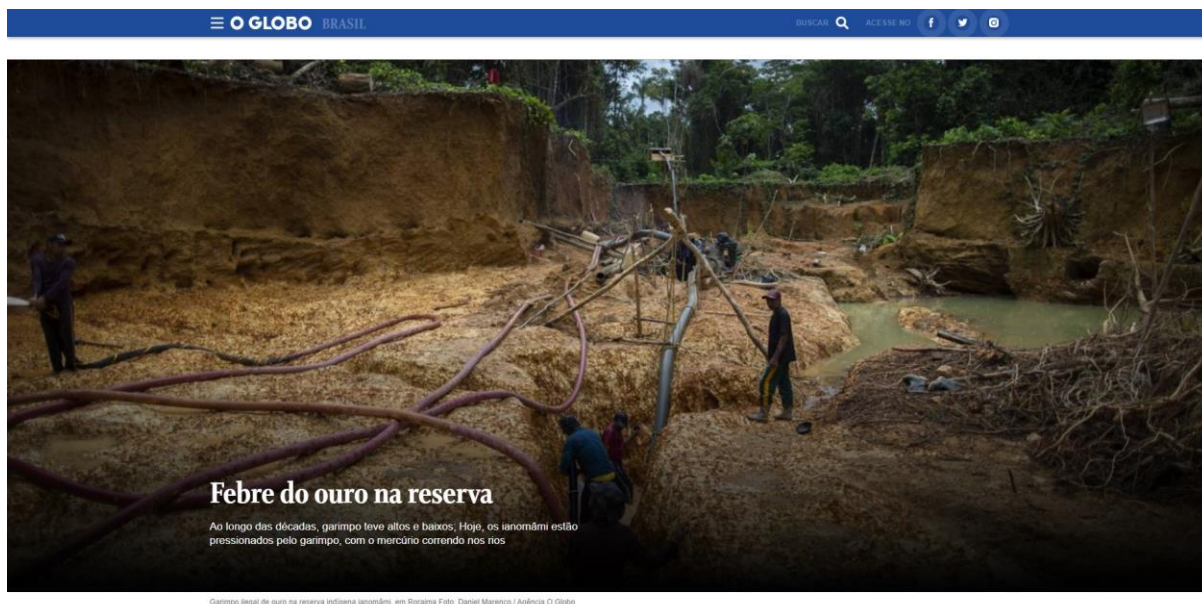 O GLOBO BRASIL
BUSCAR
ACESSE NO
Febre do ouro na reserva
Ao longo das décadas, garimpo teve altos e baixos; Hoje, os ianomâmi estão
pressionados pelo garimpo, com o mercúrio correndo nos rios
Garimpo ilegal de ouro na reserva indígena ianomâmi, em Roraima Foto: Daniel Marenco / Agência O Globo